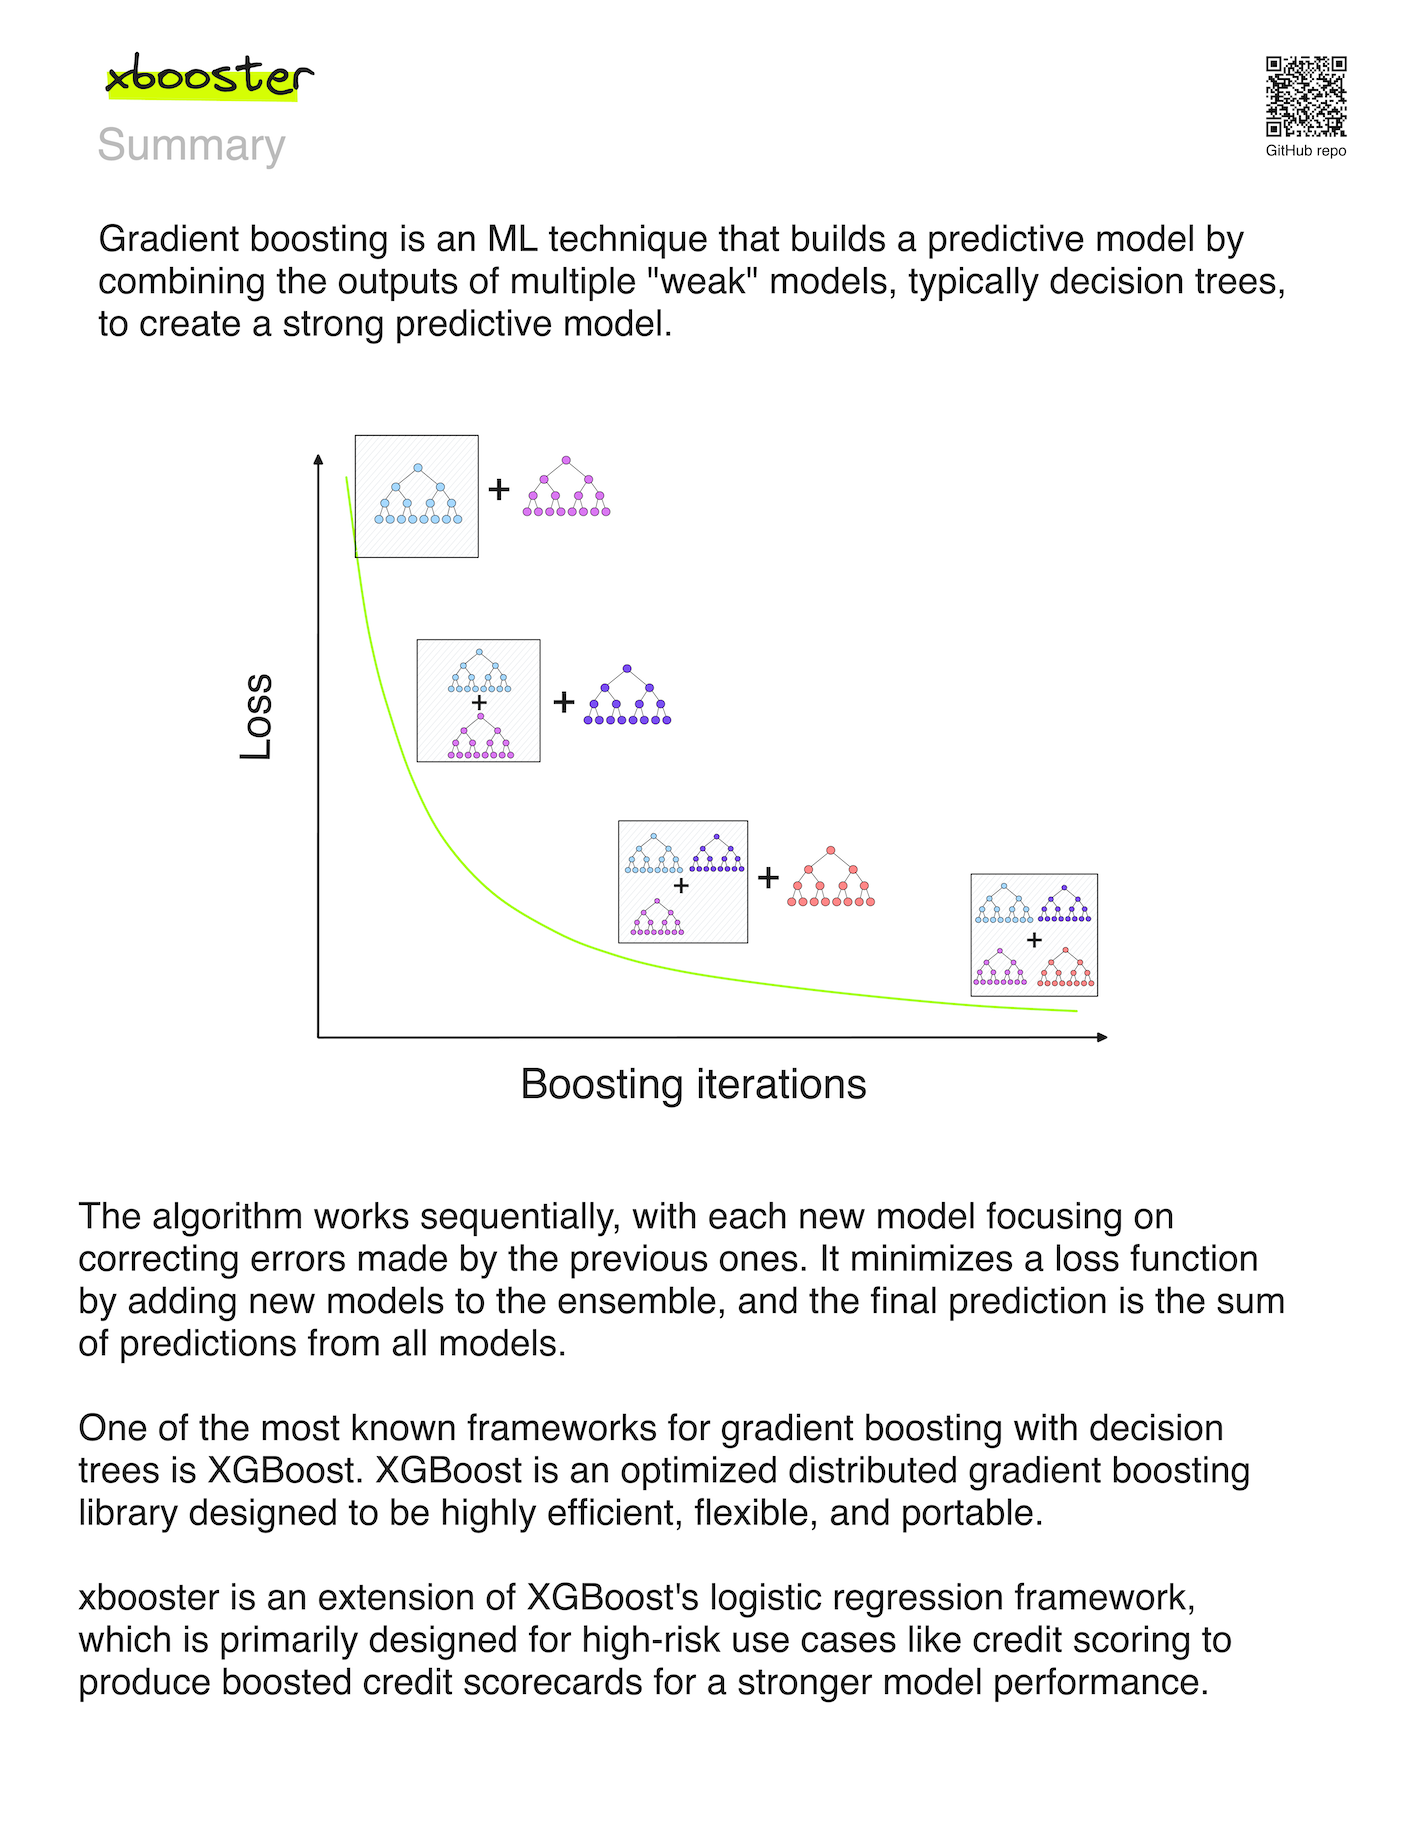 xbooster
Summary
GitHub repo
Gradient boosting is an ML technique that builds a predictive model by
combining the outputs of multiple "weak" models, typically decision trees,
to create a strong predictive model.
+
+
+
+
+
+
Loss
Boosting iterations
The algorithm works sequentially, with each new model focusing on
correcting errors made by the previous ones. It minimizes a loss function
by adding new models to the ensemble, and the final prediction is the sum
of predictions from all models.
One of the most known frameworks for gradient boosting with decision
trees is XGBoost. XGBoost is an optimized distributed gradient boosting
library designed to be highly efficient, flexible, and portable.
xbooster is an extension of XGBoost's logistic regression framework,
which is primarily designed for high-risk use cases like credit scoring to
produce boosted credit scorecards for a stronger model performance.